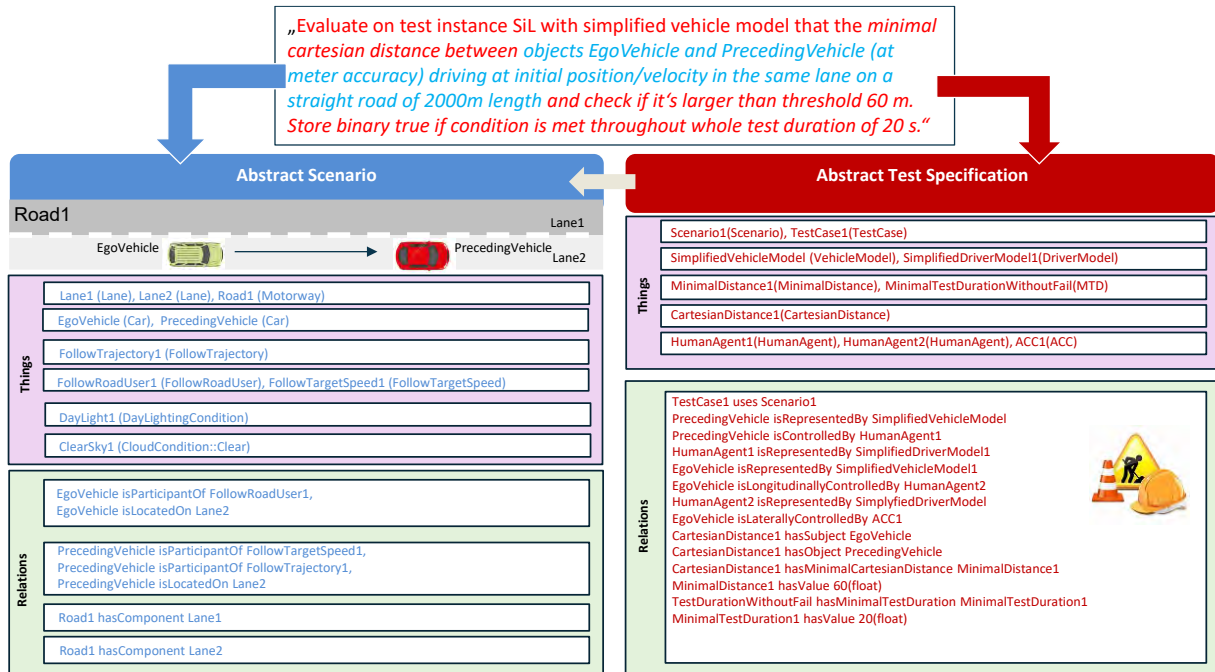 „Evaluate on test instance SiL with simplified vehicle model that the minimal
cartesian distance between objects EgoVehicle and PrecedingVehicle (at
meter accuracy) driving at initial position/velocity in the same lane on a
straight road of 2000m length and check if it‘s larger than threshold 60 m.
Store binary true if condition is met throughout whole test duration of 20 s.“
Abstract Scenario
Road1
Lane1
EgoVehicle
PrecedingVehicle
Lane2
Things
Lane1 (Lane), Lane2 (Lane), Road1 (Motorway)
EgoVehicle (Car), PrecedingVehicle (Car)
FollowTrajectory1 (FollowTrajectory)
FollowRoadUser1 (FollowRoadUser), FollowTargetSpeed1 (FollowTargetSpeed)
DayLight1 (DayLightingCondition)
ClearSky1 (CloudCondition::Clear)
Relations
EgoVehicle isParticipantOf FollowRoadUser1,
EgoVehicle isLocatedOn Lane2
PrecedingVehicle isParticipantOf FollowTargetSpeed1,
PrecedingVehicle isParticipantOf FollowTrajectory1,
PrecedingVehicle isLocatedOn Lane2
Road1 hasComponent Lane1
Road1 hasComponent Lane2
Abstract Test Specification
Things
Scenario1(Scenario), TestCase1(TestCase)
SimplifiedVehicleModel (VehicleModel), SimplifiedDriverModel1(DriverModel)
MinimalDistance1(MinimalDistance), MinimalTestDurationWithoutFail(MTD)
CartesianDistance1(CartesianDistance)
HumanAgent1(HumanAgent), HumanAgent2(HumanAgent), ACC1(ACC)
Relations
TestCase1 uses Scenario1
PrecedingVehicle isRepresentedBy SimplifiedVehicleModel
PrecedingVehicle isControlledBy HumanAgent1
HumanAgent1 isRepresentedBy SimplifiedDriverModel1
EgoVehicle isRepresentedBy SimplifiedVehicleModel1
EgoVehicle isLongitudinallyControlledBy HumanAgent2
HumanAgent2 isRepresentedBy SimplyfiedDriverModel
EgoVehicle isLaterallyControlledBy ACC1
CartesianDistance1 hasSubject EgoVehicle
CartesianDistance1 hasObject PrecedingVehicle
CartesianDistance1 hasMinimalCartesianDistance MinimalDistance1
MinimalDistance1 hasValue 60(float)
TestDurationWithoutFail hasMinimalTestDuration MinimalTestDuration1
MinimalTestDuration1 hasValue 20(float)